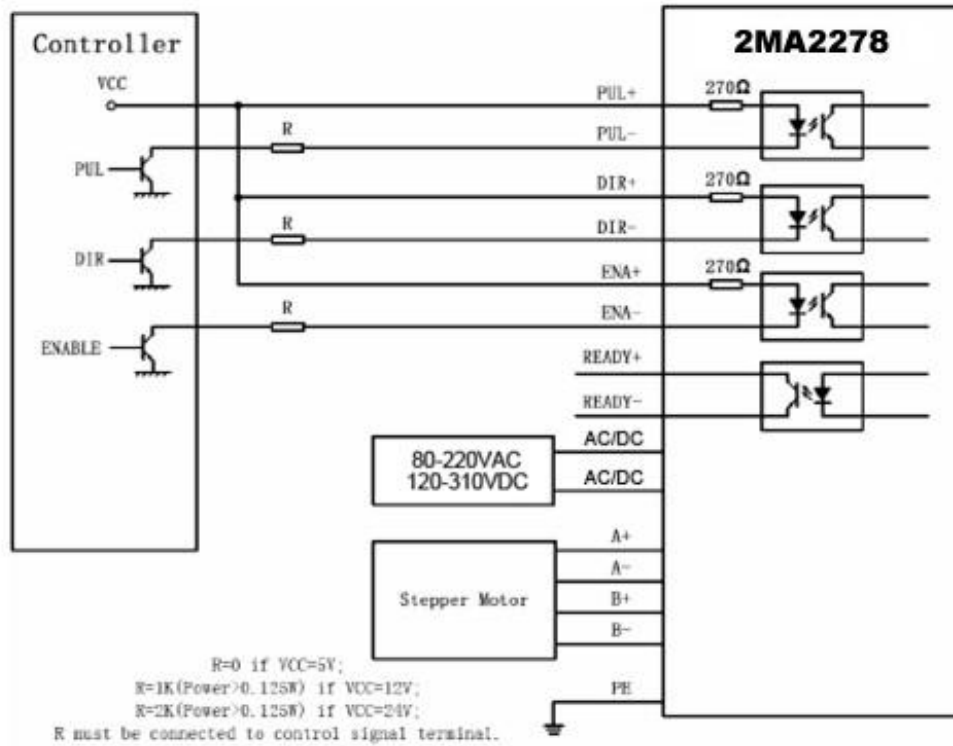 Controller
2MA2278
VCC
PUL+
270Ω
R
PUL-
PUL
DIR+
270Ω
R
DIR-
DIR
ENA+
270Ω
R
ENA-
ENABLE
READY+
READY-
AC/DC
80-220VAC
120-310VDC
AC/DC
A+
A-
Stepper Motor
B+
B-
R=0 if VCC=5V;
R=1K(Power>0.125W) if VCC=12V;
PE
R=2K(Power>0.125W) if VCC=24V;
R must be connected to control signal terminal.